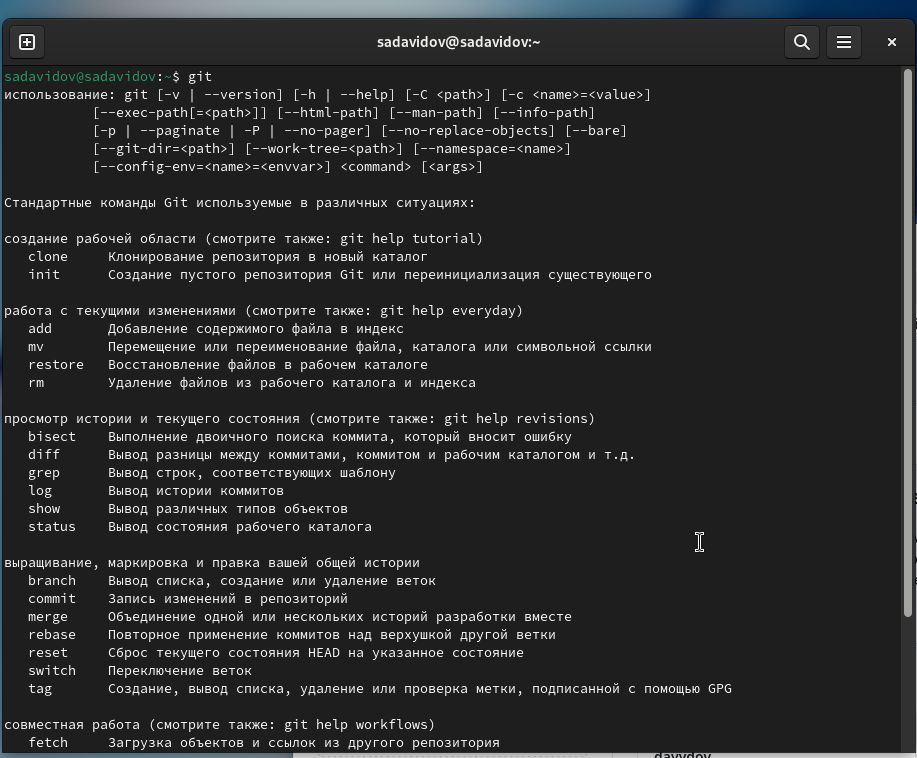 sadavidov@sadavidov:~
sadavidov@sadavidov:~$ git
использование: git [-v | --version] [-h | --help] [-C <path>] [-c <name>=<value>]
           [--exec-path[=<path>]] [--html-path] [--man-path] [--info-path]
           [-p | --paginate | -P | --no-pager] [--no-replace-objects] [--bare]
           [--git-dir=<path>] [--work-tree=<path>] [--namespace=<name>]
           [--config-env=<name>=<envvar>] <command> [<args>]

Стандартные команды Git используемые в различных ситуациях:

создание рабочей области (смотрите также: git help tutorial)
   clone     Клонирование репозитория в новый каталог
   init      Создание пустого репозитория Git или переинициализация существующего

работа с текущими изменениями (смотрите также: git help everyday)
   add       Добавление содержимого файла в индекс
   mv        Перемещение или переименование файла, каталога или символьной ссылки
   restore   Восстановление файлов в рабочем каталоге
   rm        Удаление файлов из рабочего каталога и индекса

просмотр истории и текущего состояния (смотрите также: git help revisions)
   bisect    Выполнение двоичного поиска коммита, который вносит ошибку
   diff      Вывод разницы между коммитами, коммитом и рабочим каталогом и т.д.
   grep      Вывод строк, соответствующих шаблону
   log       Вывод истории коммитов
   show      Вывод различных типов объектов
   status    Вывод состояния рабочего каталога

выращивание, маркировка и правка вашей общей истории
   branch    Вывод списка, создание или удаление веток
   commit    Запись изменений в репозиторий
   merge     Объединение одной или нескольких историй разработки вместе
   rebase    Повторное применение коммитов над верхушкой другой ветки
   reset     Сброс текущего состояния HEAD на указанное состояние
   switch    Переключение веток
   tag       Создание, вывод списка, удаление или проверка метки, подписанной с помощью GPG

совместная работа (смотрите также: git help workflows)
   fetch     Загрузка объектов и ссылок из другого репозитория